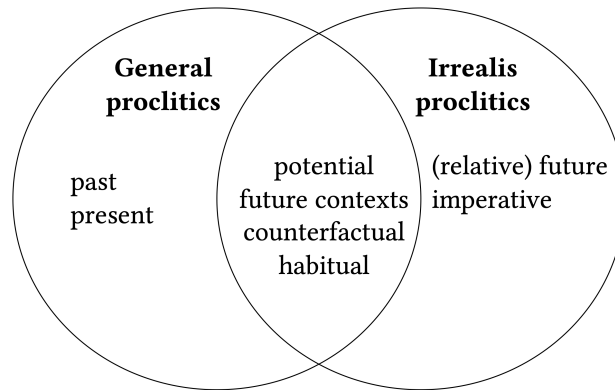 General
proclitics
past
present
potential
future contexts
counterfactual
habitual
Irrealis
proclitics
(relative) future
imperative